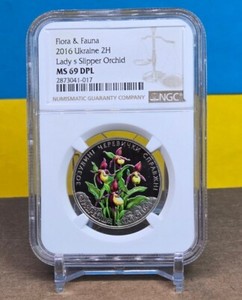 Flora & Fauna
2016 Ukraine 2H
Lady s Slipper Orchid
MS 69 DPL
2873041-017
NUMISMATIC GUARANTY COMPANY
NGC
ЗОЗУЛИНІ ЧЕРЕВИЧКИ СПРАВЖНІ